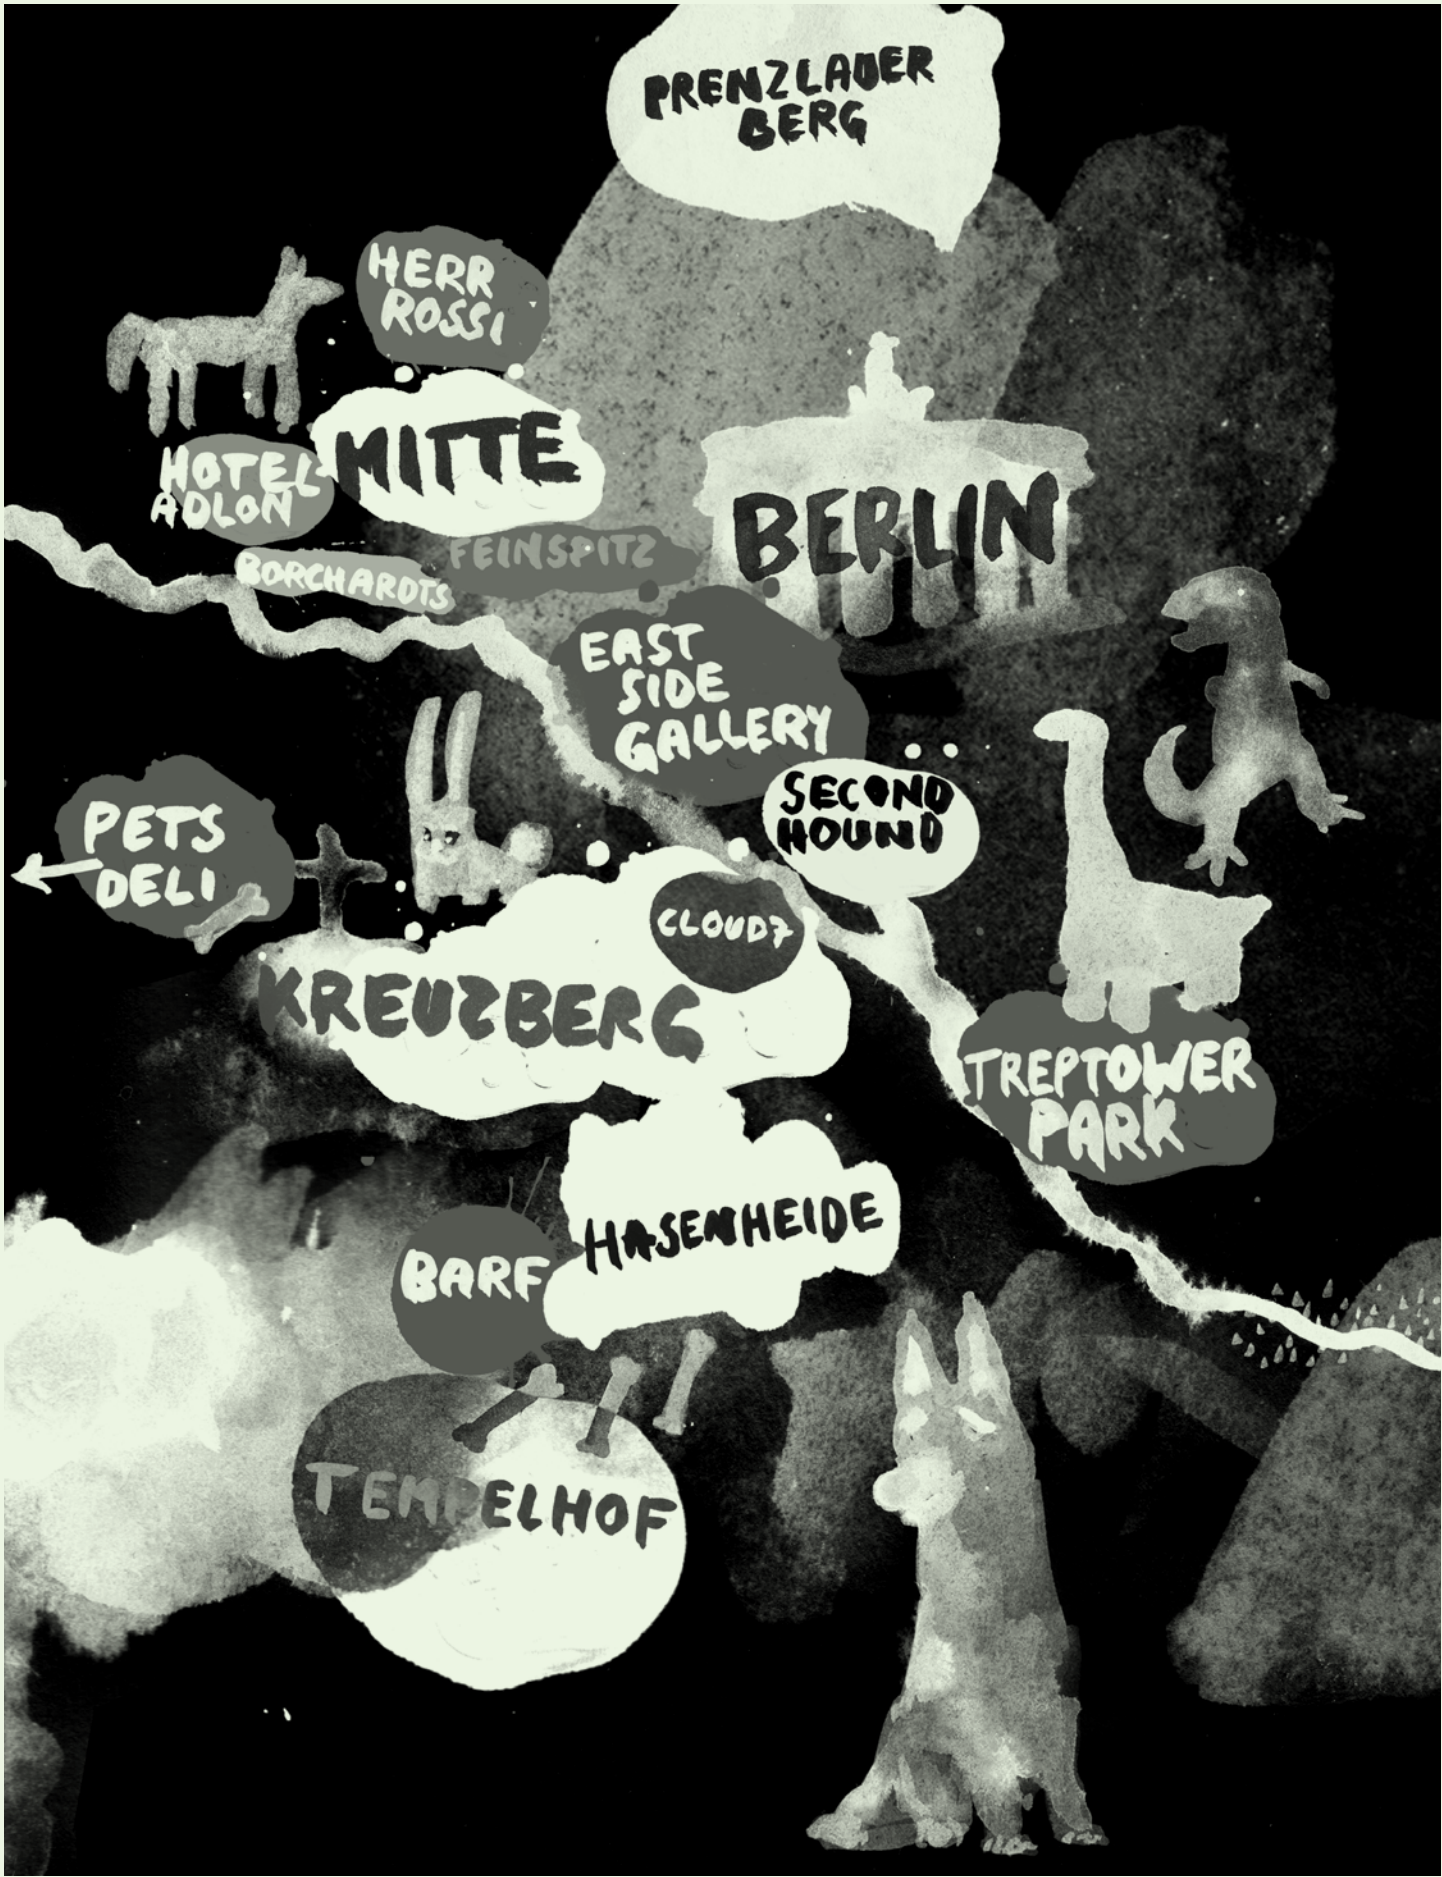 PRENZLAUER
BERG
HERR
ROSSI
MITTE
HOTEL
ADLON
BERLIN
FEINSPITZ
BORCHARDTS
EAST
SIDE
GALLERY
SECOND
HOUND
PETS
DELI
CLOUD7
KREUZBERG
TREPTOWER
PARK
HASENHEIDE
BARF
TEMPELHOF